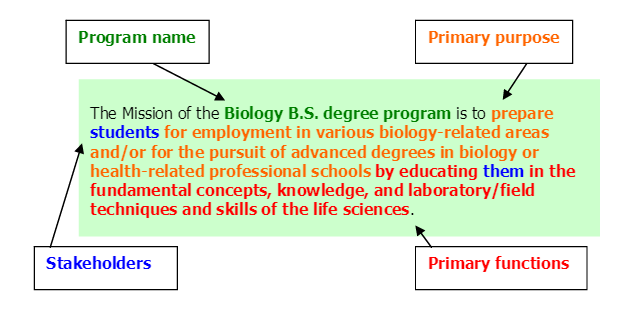 Program name
Primary purpose
The Mission of the Biology B.S. degree program is to prepare
students for employment in various biology-related areas
and/or for the pursuit of advanced degrees in biology or
health-related professional schools by educating them in the
fundamental concepts, knowledge, and laboratory/field
techniques and skills of the life sciences.
Stakeholders
Primary functions